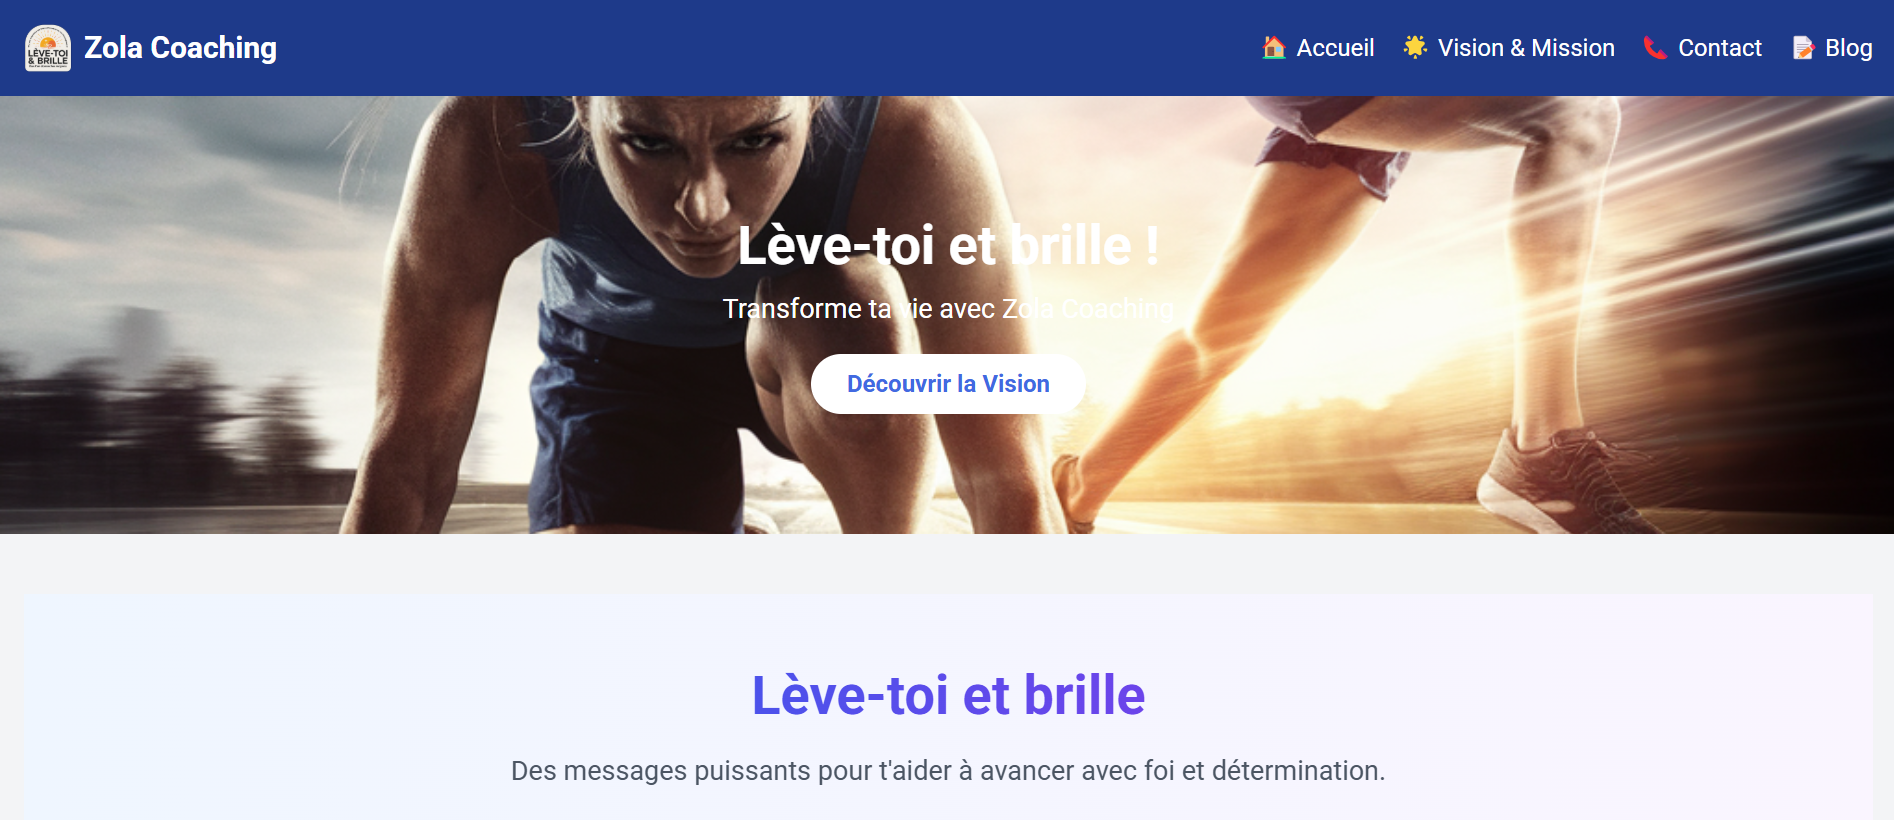 LÈVE-TOI
& BRILLE
Zola Coaching
Accueil
Vision & Mission
Contact
Blog
Lève-toi et brille !
Transforme ta vie avec Zola Coaching
Découvrir la Vision
Lève-toi et brille
Des messages puissants pour t'aider à avancer avec foi et détermination.